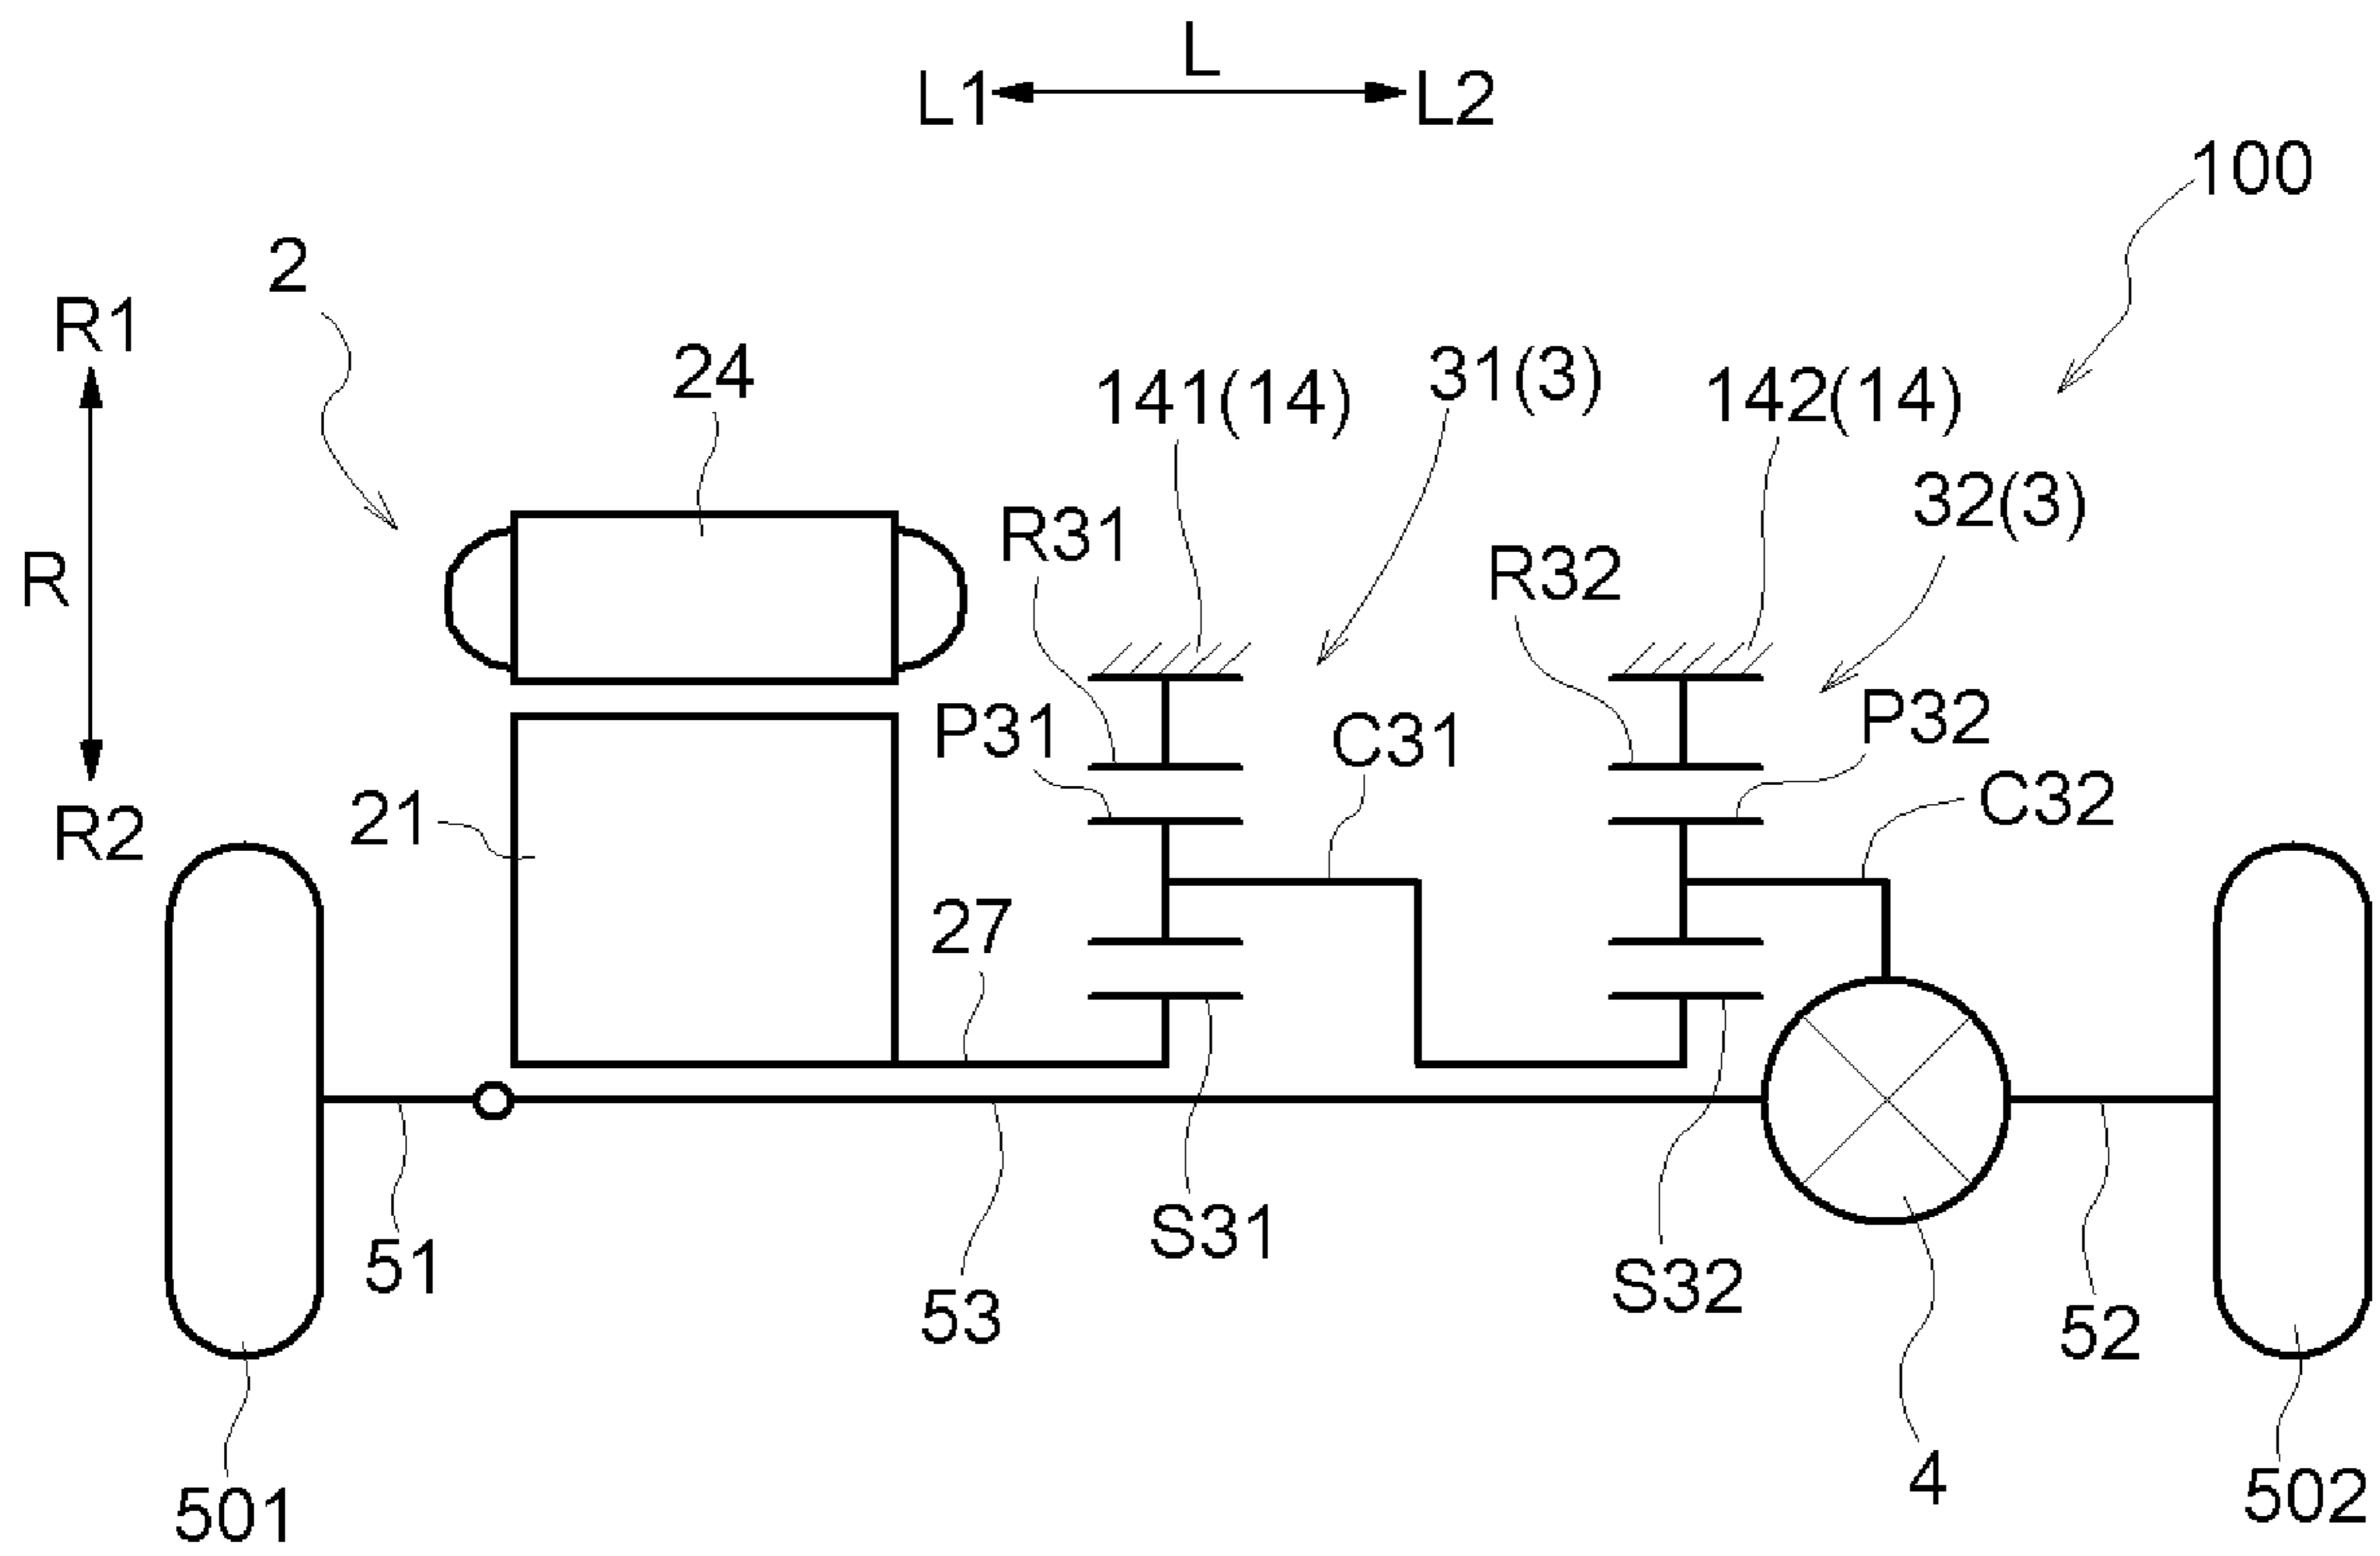 L
L1
L2
100
2
R1
24
141(14)
31(3)
142(14)
32(3)
R31
R32
R
P31
C31
P32
C32
21
R2
27
51
53
S31
S32
52
501
4
502